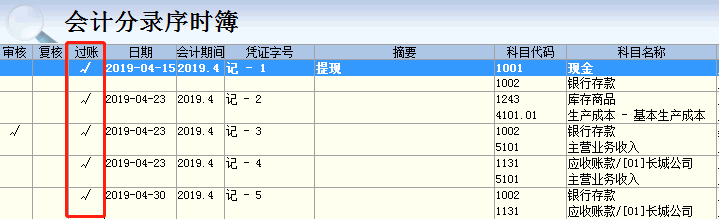 会计分录序时簿
审核 复核 过账 日期 会计期间 凭证字号 摘要 科目代码 科目名称
√ 2019-04-15 2019.4 记 - 1 提现 1001 现金
1002 银行存款
√ 2019-04-23 2019.4 记 - 2 1243 库存商品
4101.01 生产成本 - 基本生产成本
√ √ 2019-04-23 2019.4 记 - 3 1002 银行存款
5101 主营业务收入
√ 2019-04-23 2019.4 记 - 4 1131 应收账款/[01]长城公司
5101 主营业务收入
√ 2019-04-30 2019.4 记 - 5 1002 银行存款
1131 应收账款/[01]长城公司